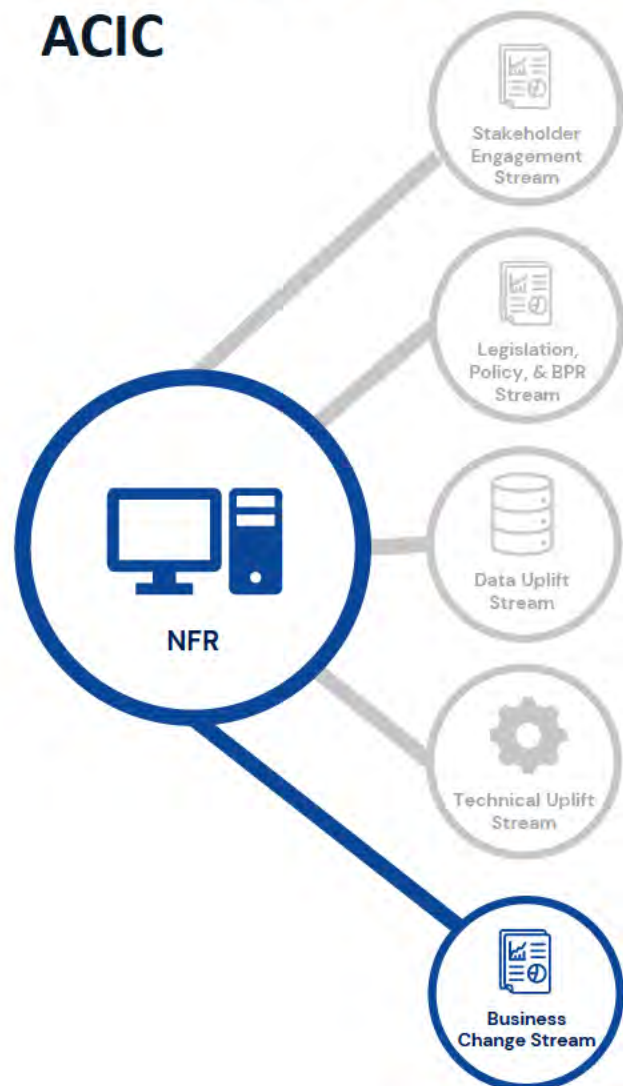 ACIC
Stakeholder
Engagement
Stream
Legislation,
Policy, & BPR
Stream
NFR
Data Uplift
Stream
Technical Uplift
Stream
Business
Change Stream